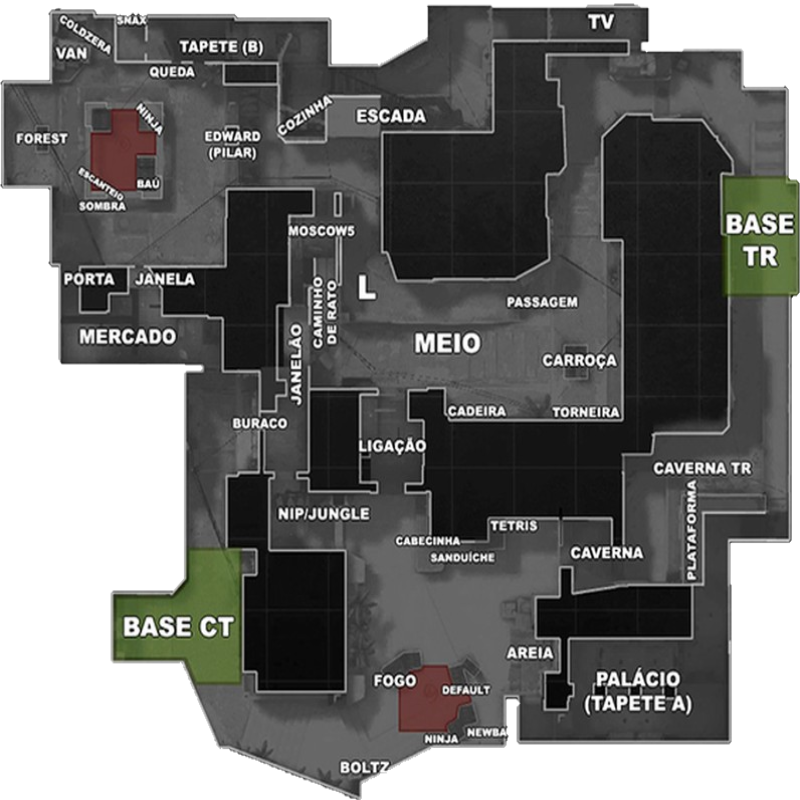 SNAX
TV
COLDZERA
VAN
TAPETE (B)
QUEDA
COZINHA
ESCADA
FOREST
NINJA
EDWARD
(PILAR)
ESCANTEIO
BAÚ
SOMBRA
BASE
TR
MOSCOW5
PORTA
JANELA
CAMINHO
DE RATO
L
PASSAGEM
MERCADO
JANELÃO
MEIO
CARROÇA
BURACO
CADEIRA
TORNEIRA
LIGAÇÃO
CAVERNA TR
PLATAFORMA
NIP/JUNGLE
TETRIS
CABECINHA
SANDUÍCHE
CAVERNA
BASE CT
AREIA
FOGO
DEFAULT
PALÁCIO
(TAPETE A)
NINJA
NEWBA
BOLTZ